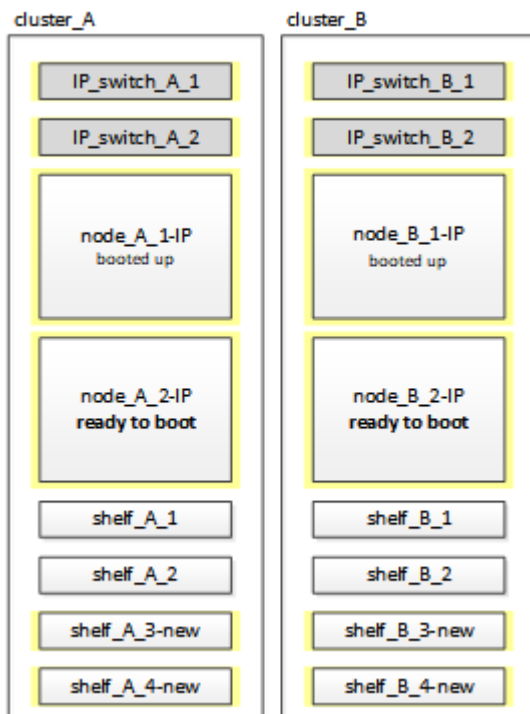 cluster_A
IP_switch_A_1
IP_switch_A_2
node_A_1-IP
booted up
node_A_2-IP
ready to boot
shelf_A_1
shelf_A_2
shelf_A_3-new
shelf_A_4-new
cluster_B
IP_switch_B_1
IP_switch_B_2
node_B_1-IP
booted up
node_B_2-IP
ready to boot
shelf_B_1
shelf_B_2
shelf_B_3-new
shelf_B_4-new